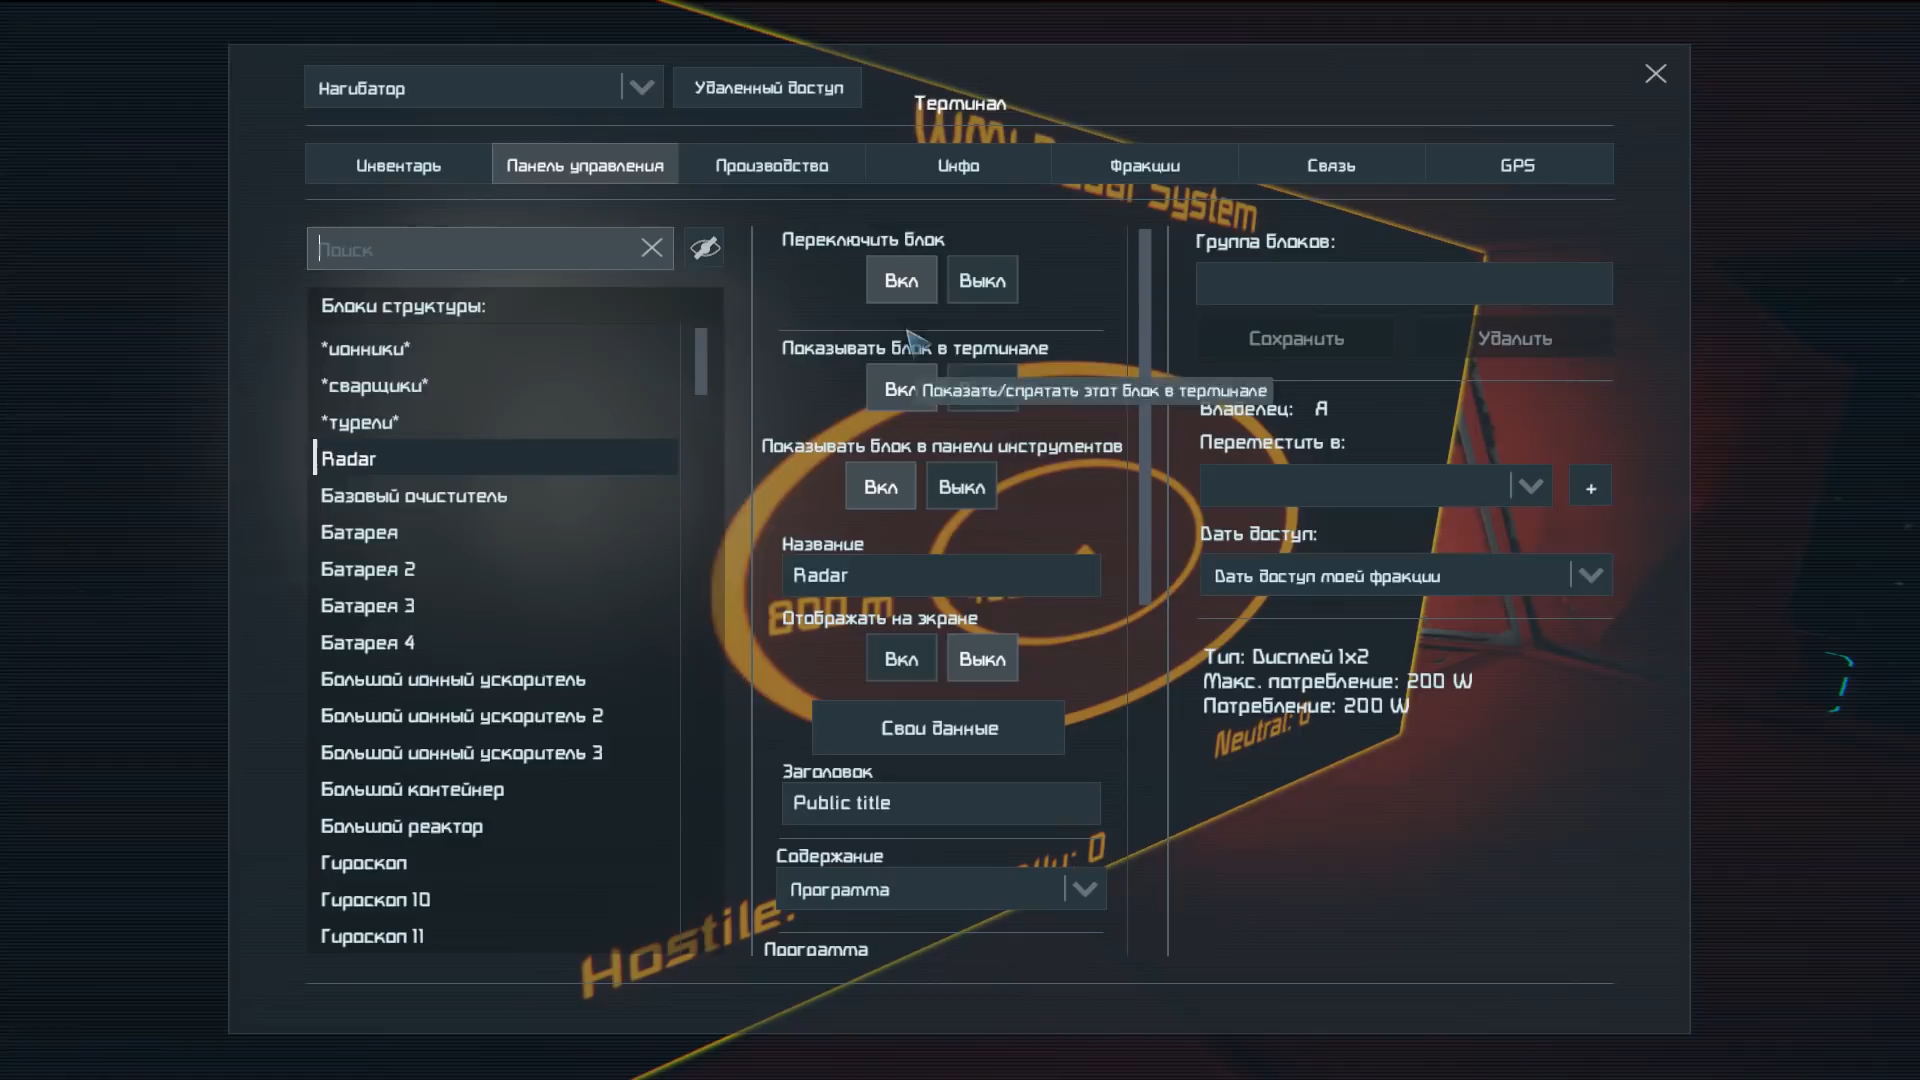 Нагибатор
Удаленный доступ
Терминал
Инвентарь
Панель управления
Производство
Инфо
Фракции
Связь
GPS
System
Поиск
Блоки структуры:
*ионники*
*сварщики*
*турели*
Radar
Базовый очиститель
Батарея
Батарея 2
Батарея 3
Батарея 4
Большой ионный ускоритель
Большой ионный ускоритель 2
Большой ионный ускоритель 3
Большой контейнер
Большой реактор
Гироскоп
Гироскоп 10
Гироскоп 11
Переключить блок
Вкл
Выкл
Показывать блок в терминале
Вкл
Показать/спрятать этот блок в терминале
Показывать блок в панели инструментов
Вкл
Выкл
Название
Radar
800 m
Отображать на экране
Вкл
Выкл
Свои данные
Заголовок
Public title
Содержание
Программа
Hostile:
Программа
Группа блоков:
Сохранить
Удалить
Владелец: A
Переместить в:
+
Дать доступ:
Дать доступ моей фракции
Тип: Дисплей 1x2
Макс. потребление: 200 W
Потребление: 200 W
Neutral: 0